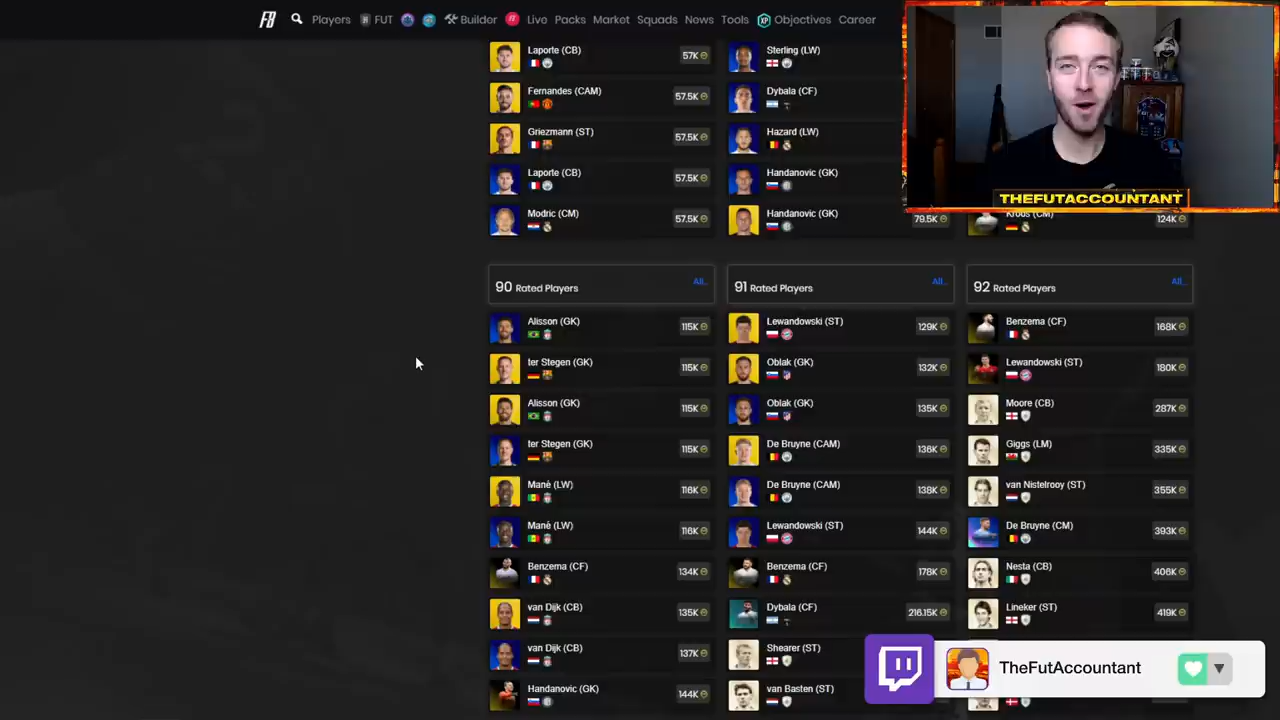 Players FUT Builder Live Packs Market Squads News Tools Objectives Career
Laporte (CB) 57K
Fernandes (CAM) 57.5K
Griezmann (ST) 57.5K
Laporte (CB) 57.5K
Modric (CM) 57.5K
Sterling (LW)
Dybala (CF)
Hazard (LW)
Handanovic (GK)
Handanovic (GK) 79.5K
THEFUTACCOUNTANT
Kroos (CM) 124K
90 Rated Players All..
Alisson (GK) 115K
ter Stegen (GK) 115K
Alisson (GK) 115K
ter Stegen (GK) 115K
Mané (LW) 116K
Mané (LW) 116K
Benzema (CF) 134K
van Dijk (CB) 135K
van Dijk (CB) 137K
Handanovic (GK) 144K
91 Rated Players All..
Lewandowski (ST) 129K
Oblak (GK) 132K
Oblak (GK) 135K
De Bruyne (CAM) 136K
De Bruyne (CAM) 138K
Lewandowski (ST) 144K
Benzema (CF) 178K
Dybala (CF) 216.15K
Shearer (ST)
van Basten (ST)
92 Rated Players All..
Benzema (CF) 168K
Lewandowski (ST) 180K
Moore (CB) 287K
Giggs (LM) 335K
van Nistelrooy (ST) 355K
De Bruyne (CM) 393K
Nesta (CB) 406K
Lineker (ST) 419K
TheFutAccountant